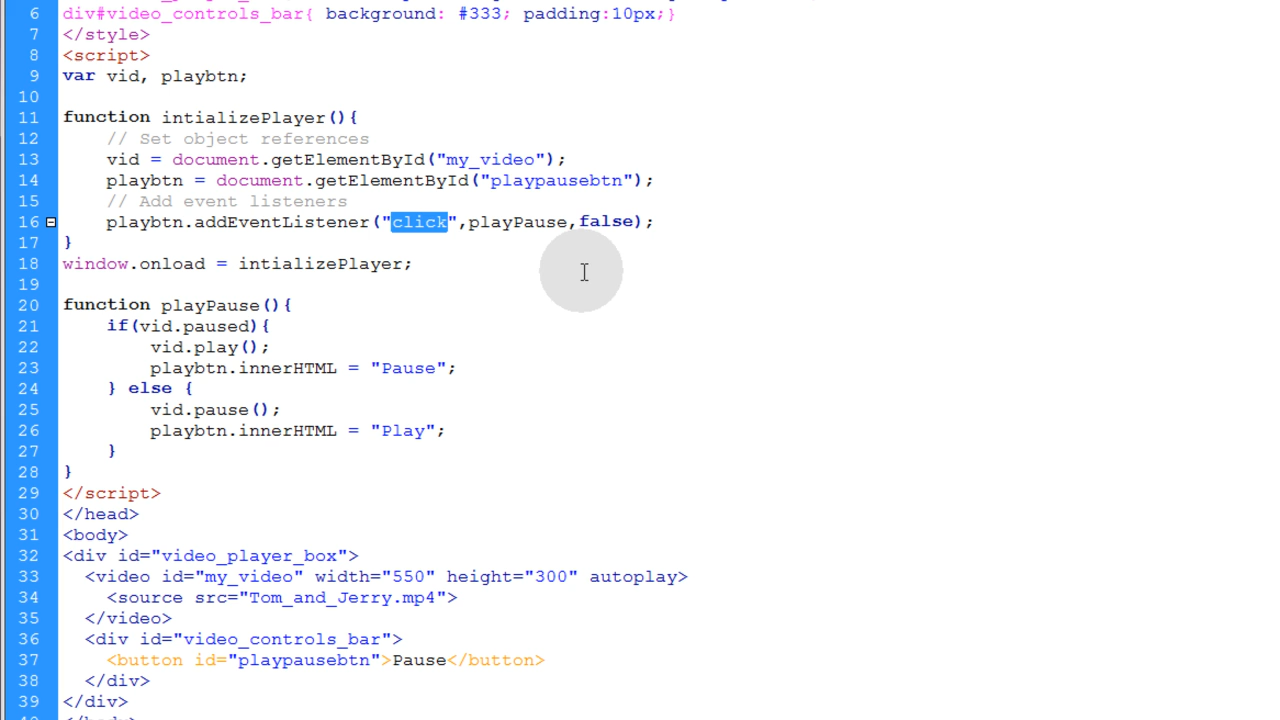 6 div#video_controls_bar{ background: #333; padding:10px;}
7 </style>
8 <script>
9 var vid, playbtn;
10
11 function intializePlayer(){
12 // Set object references
13 vid = document.getElementById("my_video");
14 playbtn = document.getElementById("playpausebtn");
15 // Add event listeners
16 playbtn.addEventListener("click",playPause,false);
17 }
18 window.onload = intializePlayer;
19
20 function playPause(){
21 if(vid.paused){
22 vid.play();
23 playbtn.innerHTML = "Pause";
24 } else {
25 vid.pause();
26 playbtn.innerHTML = "Play";
27 }
28 }
29 </script>
30 </head>
31 <body>
32 <div id="video_player_box">
33 <video id="my_video" width="550" height="300" autoplay>
34 <source src="Tom_and_Jerry.mp4">
35 </video>
36 <div id="video_controls_bar">
37 <button id="playpausebtn">Pause</button>
38 </div>
39 </div>